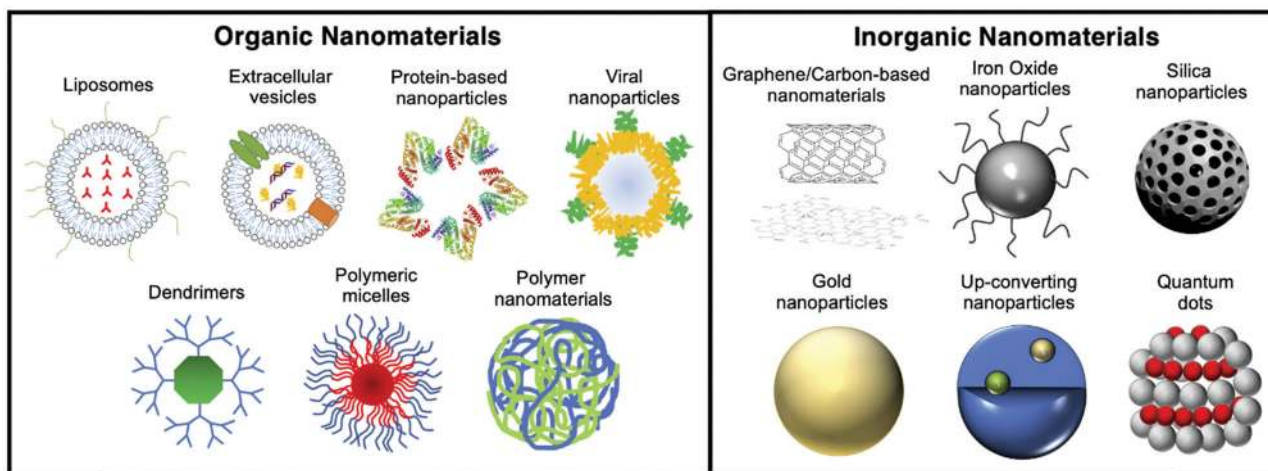 Organic Nanomaterials
Liposomes
Extracellular
vesicles
Protein-based
nanoparticles
Viral
nanoparticles
Dendrimers
Polymeric
micelles
Polymer
nanomaterials
Inorganic Nanomaterials
Graphene/Carbon-based
nanomaterials
Iron Oxide
nanoparticles
Silica
nanoparticles
Gold
nanoparticles
Up-converting
nanoparticles
Quantum
dots